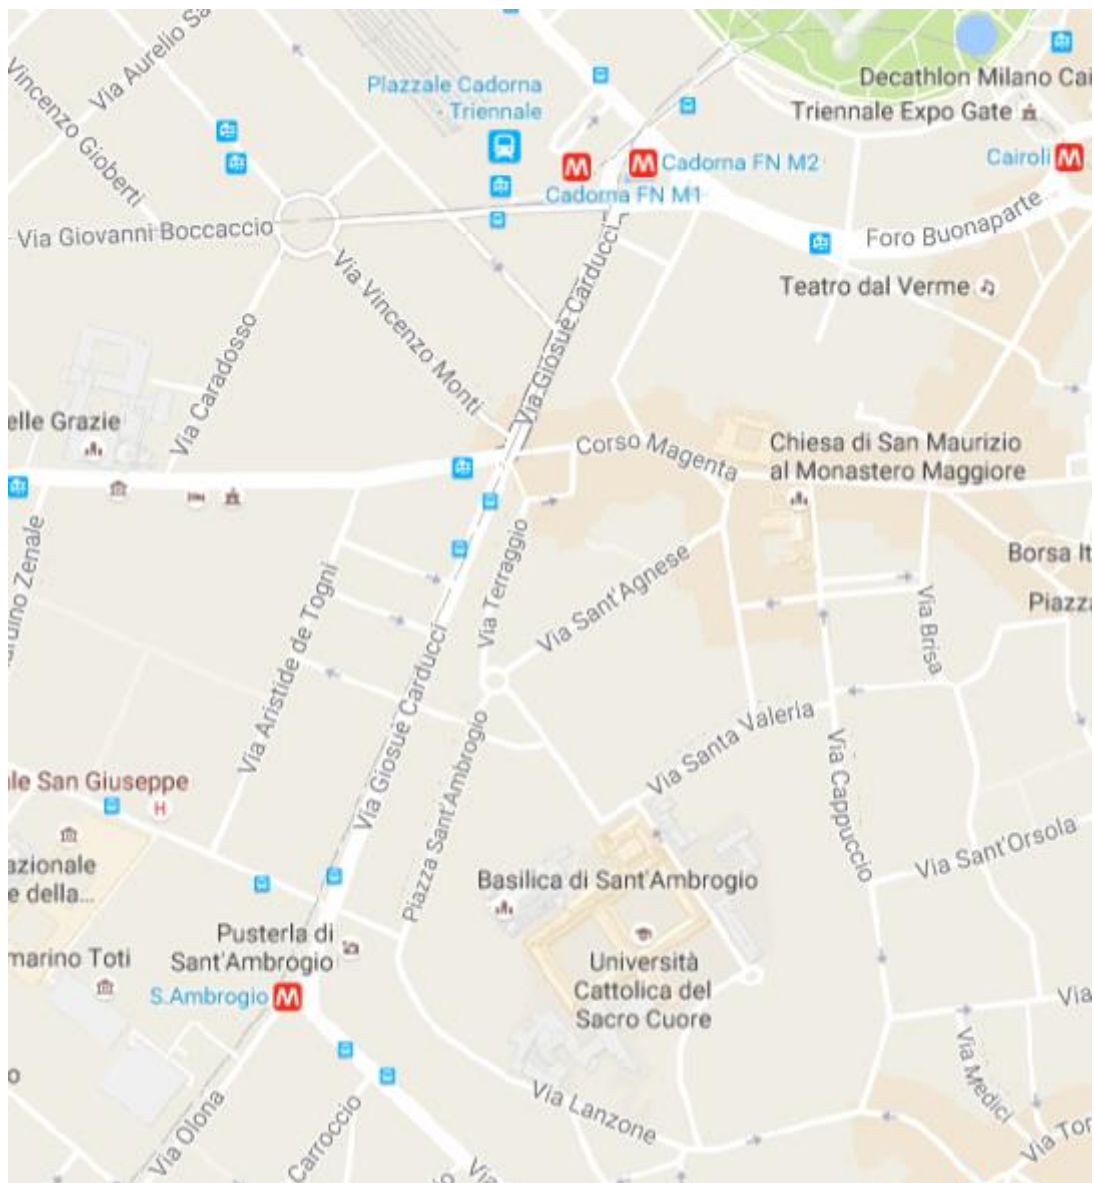 Via Aurelio Sa
Vincenzo Gioberti
Piazzale Cadorna
- Triennale
Decathlon Milano Cai
Triennale Expo Gate
Cairoli
Cadorna FN M2
Cadorna FN M1
Via Giovanni Boccaccio
Foro Buonaparte
Teatro dal Verme
Via Vincenzo Monti
Via Giosuè Carducci
Via Caradosso
elle Grazie
Corso Magenta
Chiesa di San Maurizio
al Monastero Maggiore
Borsa It
Piazza
Via Terraggio
Via Sant'Agnese
Via Brisa
Via Aristide de Togni
Via Giosuè Carducci
Piazza Sant'Ambrogio
Via Santa Valeria
Via Cappuccio
Via Sant'Orsola
ale San Giuseppe
H
azionale
e della...
Basilica di Sant'Ambrogio
Pusterla di
Sant'Ambrogio
marino Toti
S.Ambrogio
Università
Cattolica del
Sacro Cuore
Via
Via Medici
Via Lanzone
Via Olona
Carroccio
Via
Via Tor